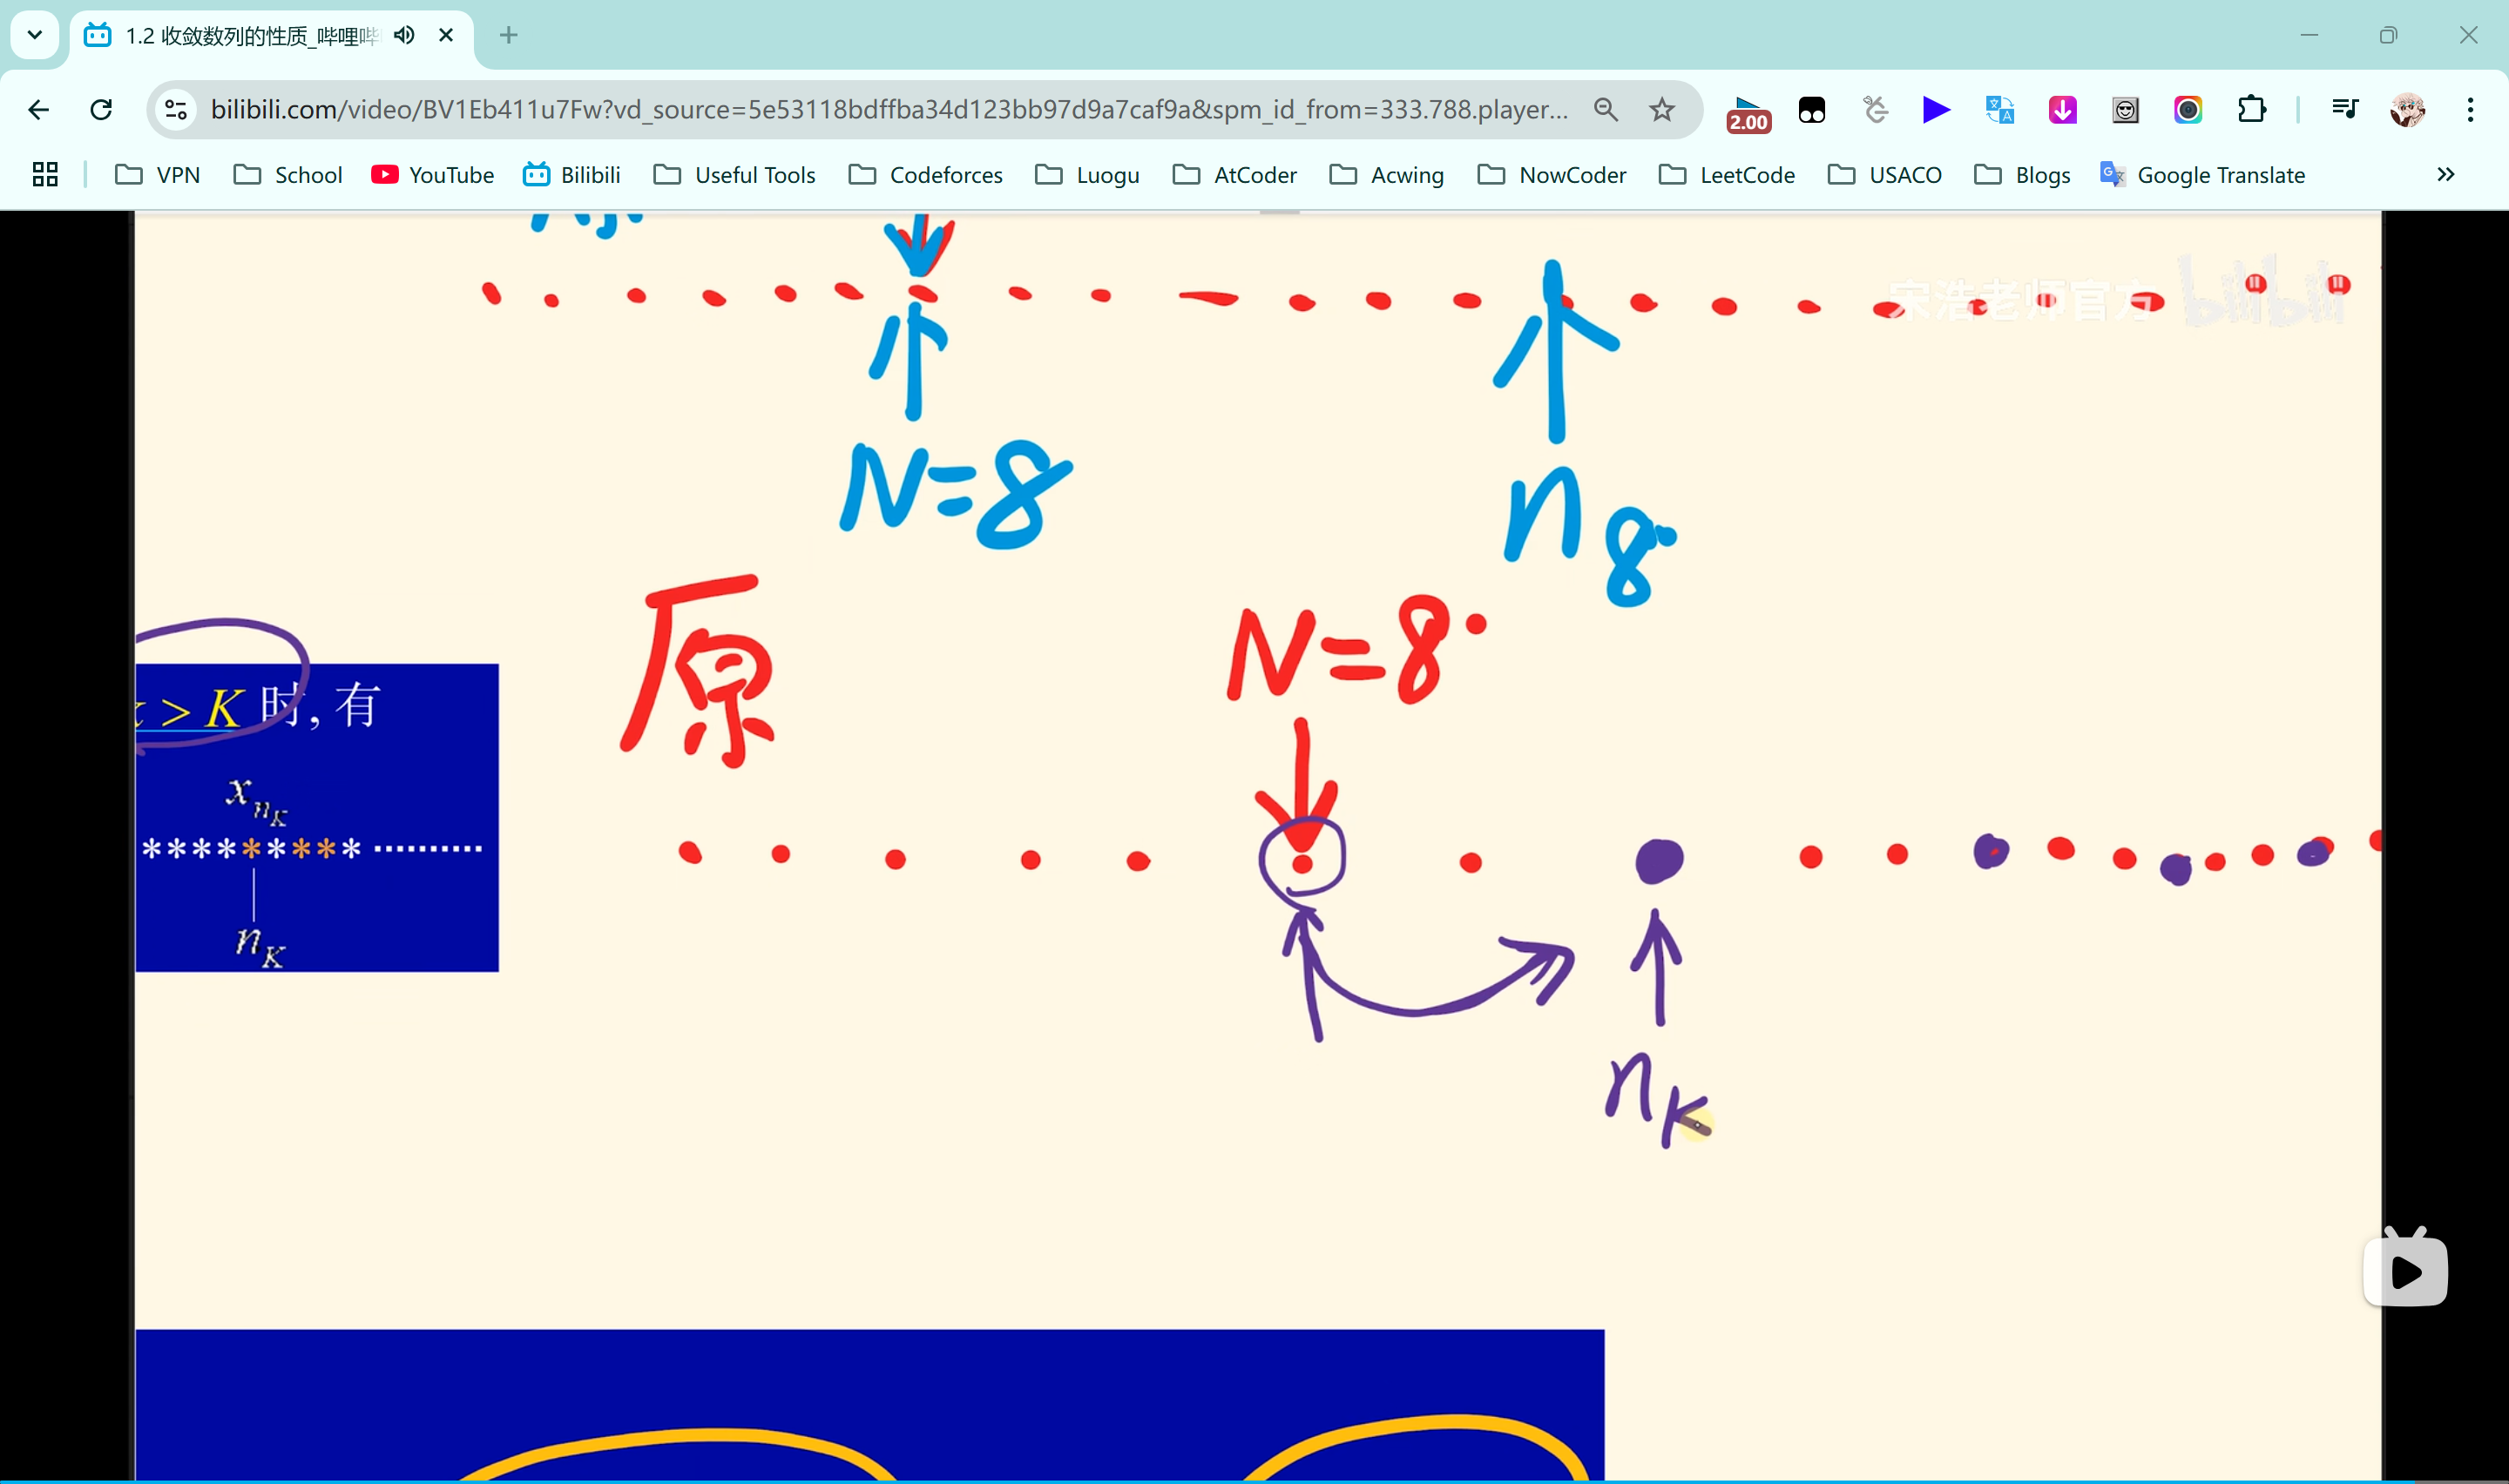 1.2 收敛数列的性质_哔哩哔
bilibili.com/video/BV1Eb411u7Fw?vd_source=5e53118bdffba34d123bb97d9a7caf9a&spm_id_from=333.788.player...
2.00
VPN School YouTube Bilibili Useful Tools Codeforces Luogu AtCoder Acwing NowCoder LeetCode USACO Blogs Google Translate
宋浩老师官方 bilibili
N=8
n8
原
N=8
> K 时, 有
x_{n_K}
******** ··········
n_K
n_K